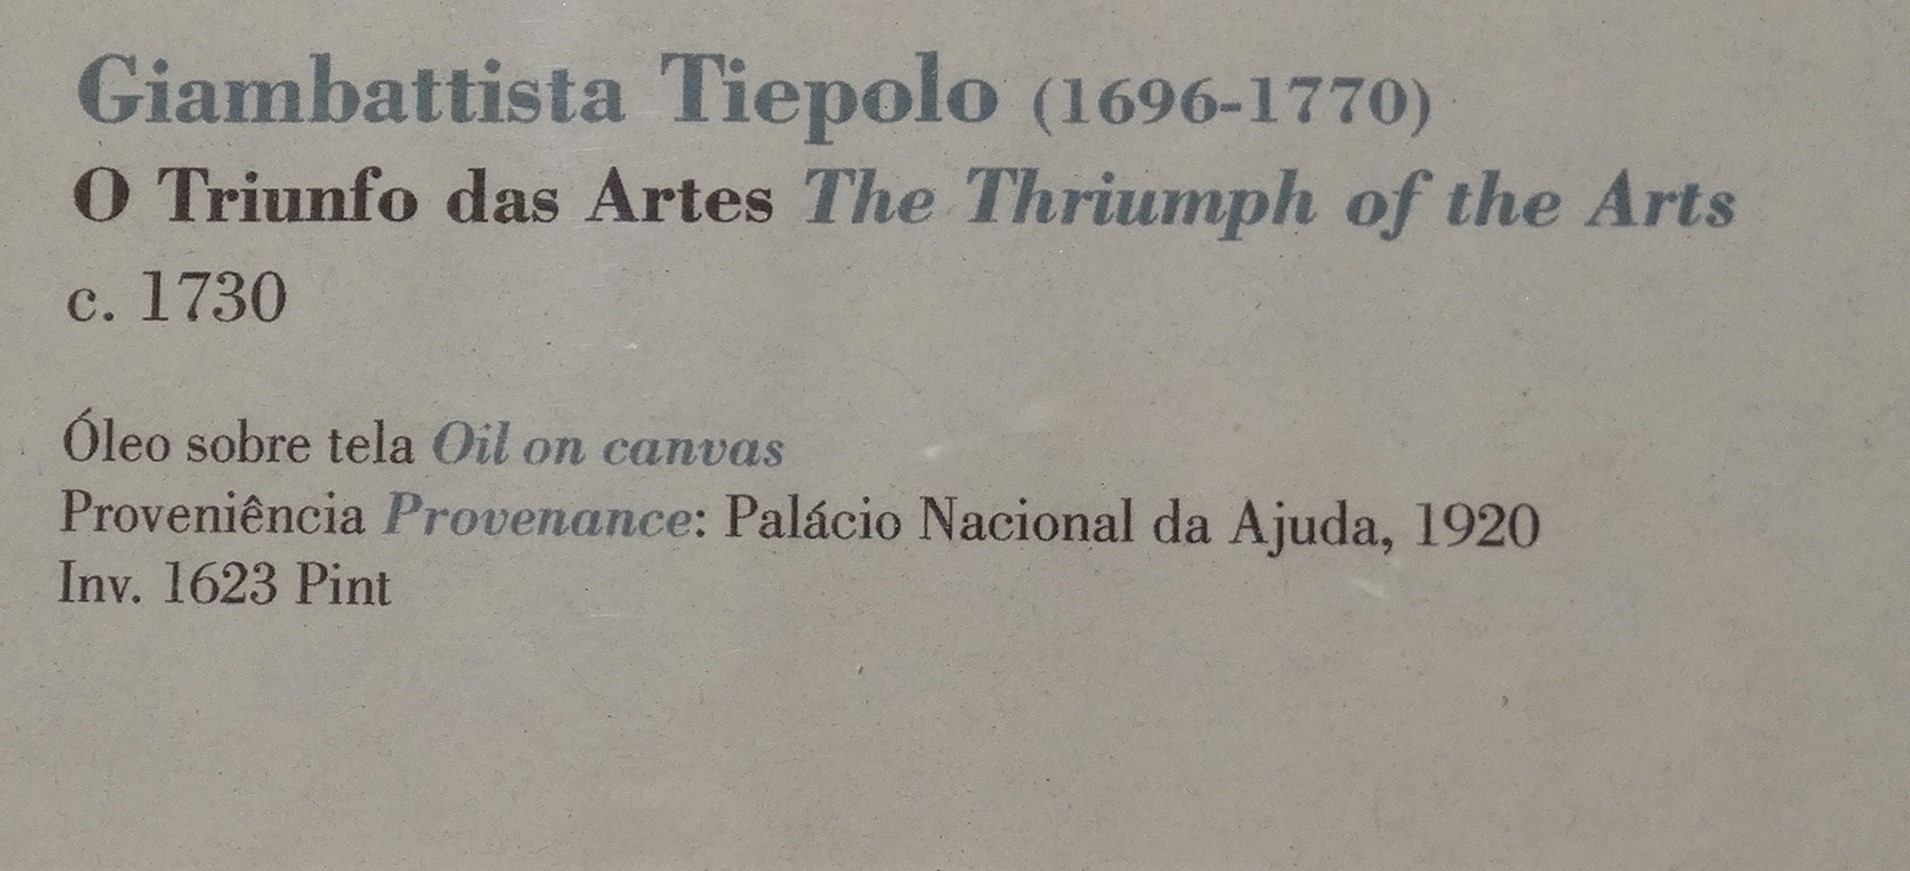 Giambattista Tiepolo (1696-1770)
O Triunfo das Artes The Thriumph of the Arts
c. 1730
Óleo sobre tela Oil on canvas
Proveniência Provenance: Palácio Nacional da Ajuda, 1920
Inv. 1623 Pint